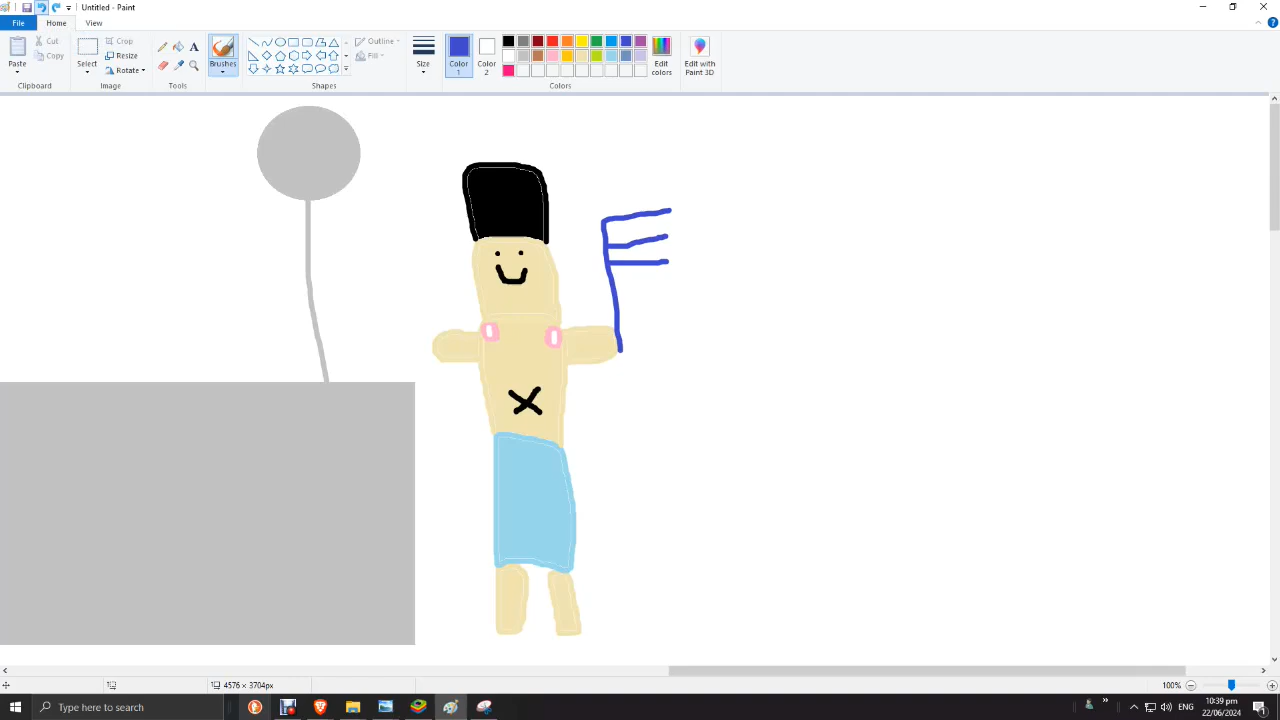 Untitled - Paint
File Home View
Paste Cut Copy Select Crop Resize Rotate Brushes Outline Fill Size Color 1 Color 2 Edit colors Edit with Paint 3D
Clipboard Image Tools Shapes Colors
4576 × 3704px 100%
Type here to search ENG 10:39 pm 22/06/2024